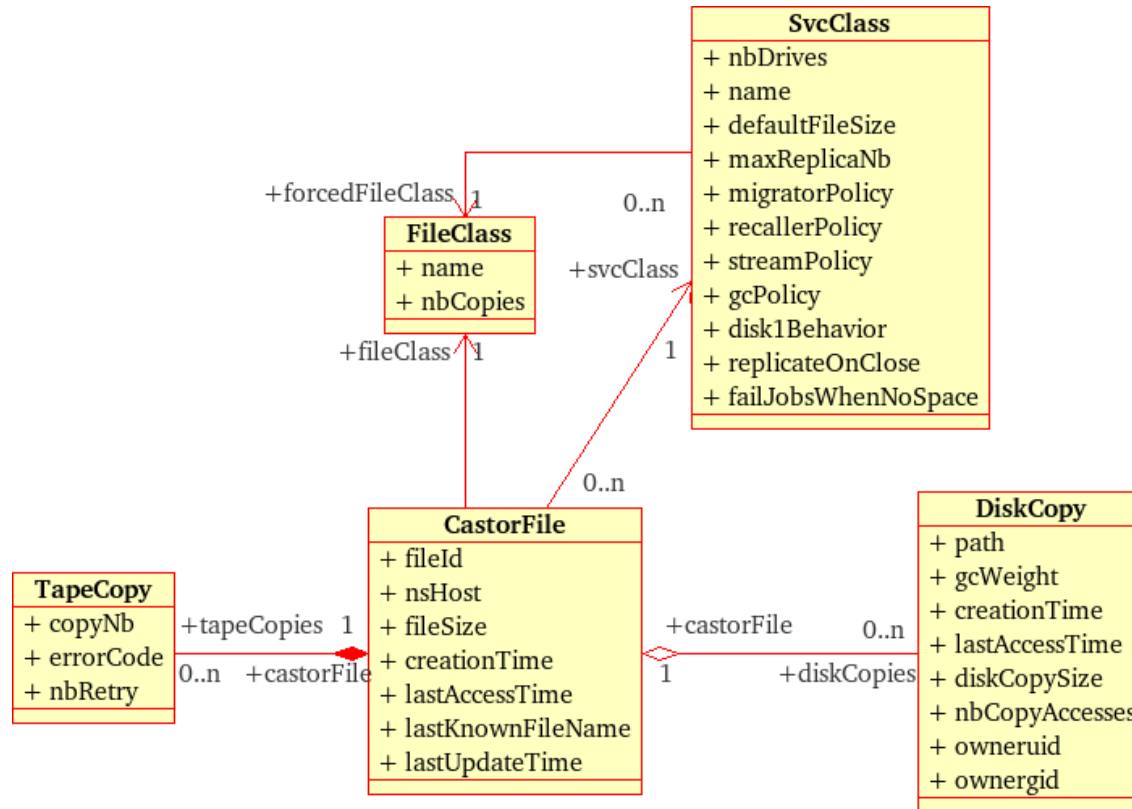 SvcClass
+ nbDrives
+ name
+ defaultFileSize
+ maxReplicaNb
+ migratorPolicy
+ recallerPolicy
+ streamPolicy
+ gcPolicy
+ disk1Behavior
+ replicateOnClose
+ failJobsWhenNoSpace
+forcedFileClass 1
0..n
FileClass
+ name
+ nbCopies
+svcClass
1
+fileClass 1
0..n
CastorFile
+ fileId
+ nsHost
+ fileSize
+ creationTime
+ lastAccessTime
+ lastKnownFileName
+ lastUpdateTime
TapeCopy
+ copyNb
+ errorCode
+ nbRetry
+tapeCopies 1
0..n +castorFile
+castorFile 0..n
1 +diskCopies
DiskCopy
+ path
+ gcWeight
+ creationTime
+ lastAccessTime
+ diskCopySize
+ nbCopyAccesses
+ owneruid
+ ownergid